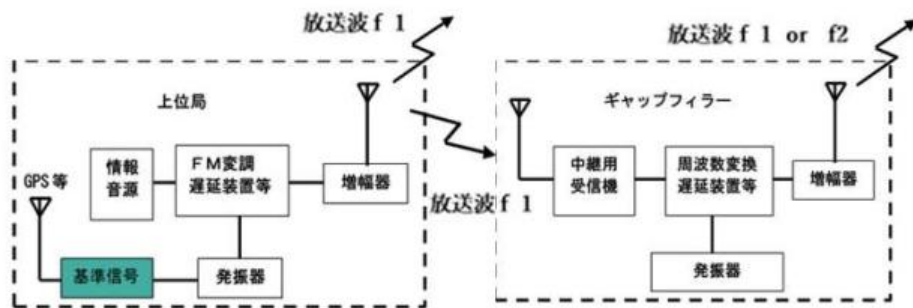 放送波ｆ１
放送波ｆ１ or f2
上位局
ギャップフィラー
GPS等
情報
音源
ＦＭ変調
遅延装置等
増幅器
中継用
受信機
周波数変換
遅延装置等
増幅器
放送波ｆ１
基準信号
発振器
発振器